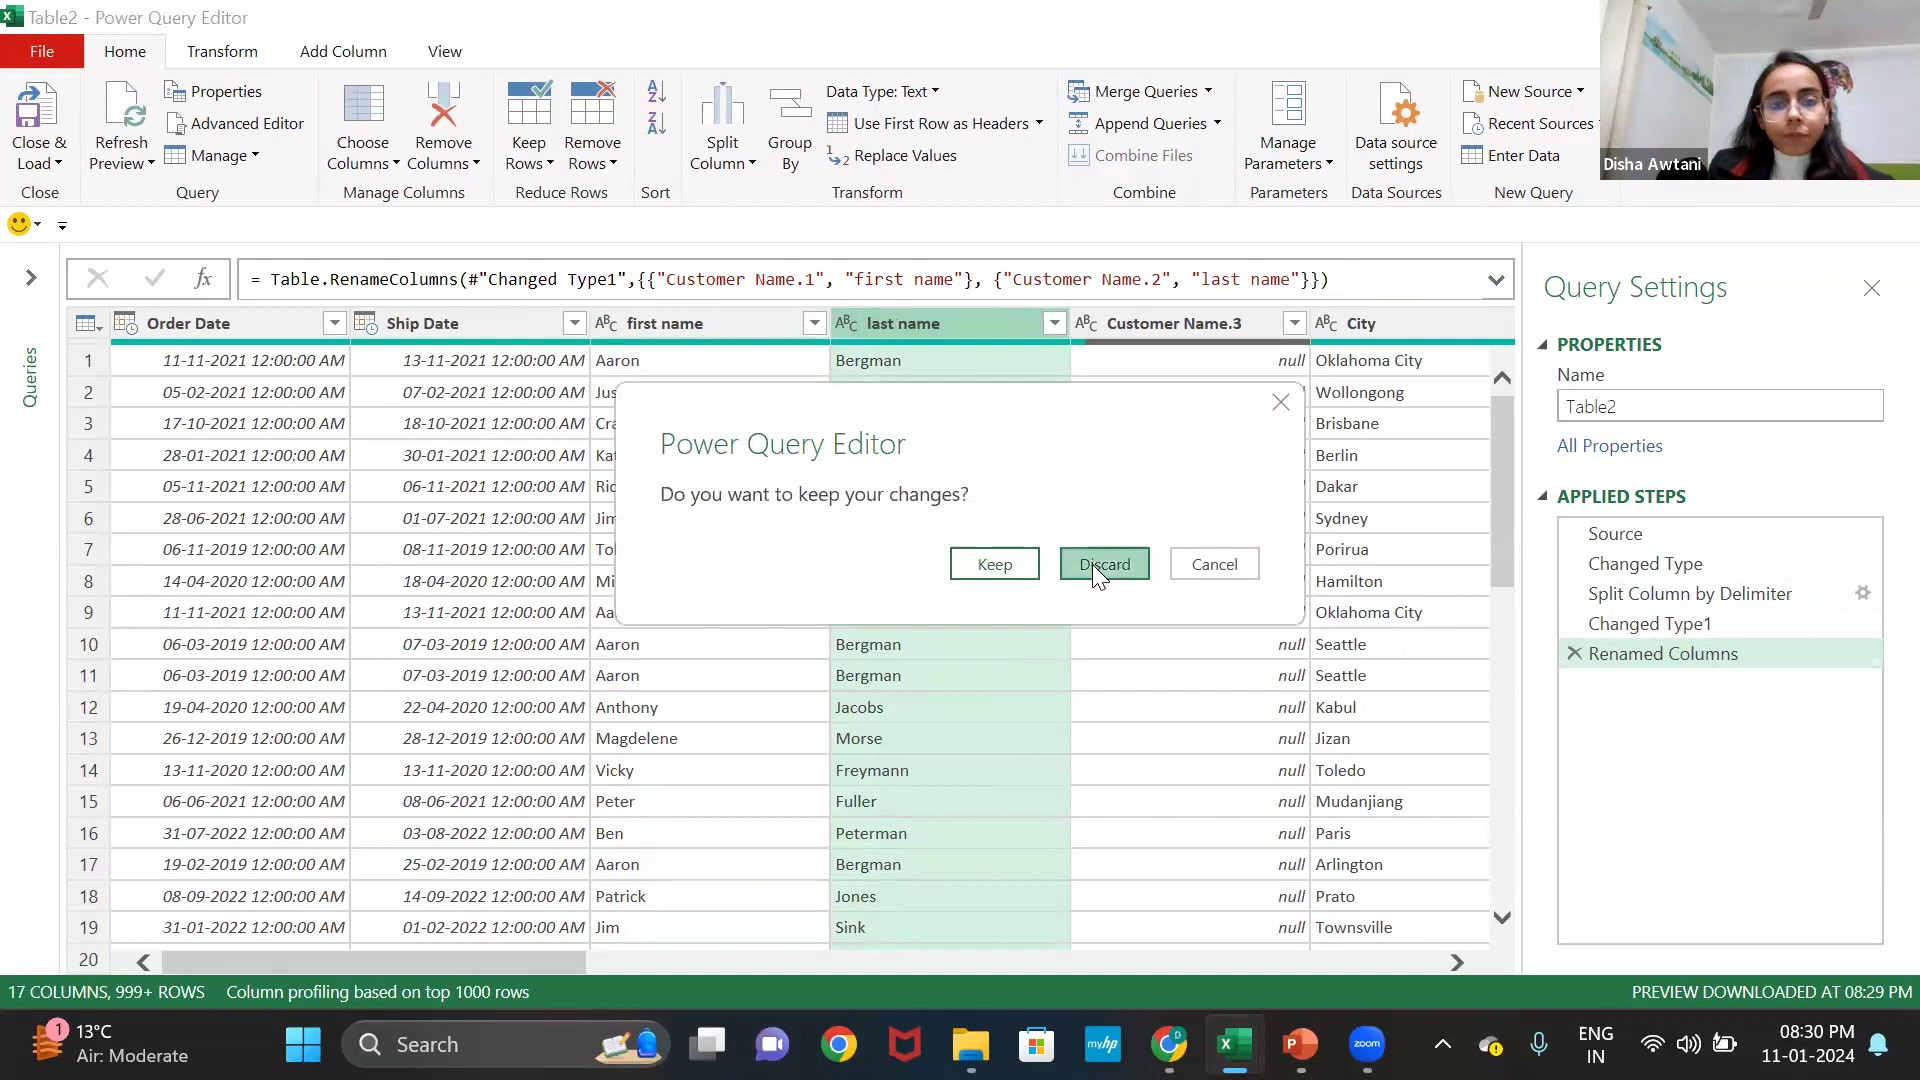 Table2 - Power Query Editor
File Home Transform Add Column View
Close & Load
Close
Refresh Preview
Properties
Advanced Editor
Manage
Query
Choose Columns
Remove Columns
Manage Columns
Keep Rows
Remove Rows
Reduce Rows
Sort
Split Column
Group By
Data Type: Text
Use First Row as Headers
Replace Values
Transform
Merge Queries
Append Queries
Combine Files
Combine
Manage Parameters
Parameters
Data source settings
Data Sources
New Source
Recent Sources
Enter Data
New Query
Disha Awtani
fx = Table.RenameColumns(#"Changed Type1",{{"Customer Name.1", "first name"}, {"Customer Name.2", "last name"}})
Queries
Order Date Ship Date ABC first name ABC last name ABC Customer Name.3 ABC City
1 11-11-2021 12:00:00 AM 13-11-2021 12:00:00 AM Aaron Bergman null Oklahoma City
2 05-02-2021 12:00:00 AM 07-02-2021 12:00:00 AM Jus Wollongong
3 17-10-2021 12:00:00 AM 18-10-2021 12:00:00 AM Cra Brisbane
4 28-01-2021 12:00:00 AM 30-01-2021 12:00:00 AM Kat Berlin
5 05-11-2021 12:00:00 AM 06-11-2021 12:00:00 AM Ric Dakar
6 28-06-2021 12:00:00 AM 01-07-2021 12:00:00 AM Jim Sydney
7 06-11-2019 12:00:00 AM 08-11-2019 12:00:00 AM To Porirua
8 14-04-2020 12:00:00 AM 18-04-2020 12:00:00 AM Mi Hamilton
9 11-11-2021 12:00:00 AM 13-11-2021 12:00:00 AM Aa Oklahoma City
10 06-03-2019 12:00:00 AM 07-03-2019 12:00:00 AM Aaron Bergman null Seattle
11 06-03-2019 12:00:00 AM 07-03-2019 12:00:00 AM Aaron Bergman null Seattle
12 19-04-2020 12:00:00 AM 22-04-2020 12:00:00 AM Anthony Jacobs null Kabul
13 26-12-2019 12:00:00 AM 28-12-2019 12:00:00 AM Magdelene Morse null Jizan
14 13-11-2020 12:00:00 AM 13-11-2020 12:00:00 AM Vicky Freymann null Toledo
15 06-06-2021 12:00:00 AM 08-06-2021 12:00:00 AM Peter Fuller null Mudanjiang
16 31-07-2022 12:00:00 AM 03-08-2022 12:00:00 AM Ben Peterman null Paris
17 19-02-2019 12:00:00 AM 25-02-2019 12:00:00 AM Aaron Bergman null Arlington
18 08-09-2022 12:00:00 AM 14-09-2022 12:00:00 AM Patrick Jones null Prato
19 31-01-2022 12:00:00 AM 01-02-2022 12:00:00 AM Jim Sink null Townsville
20
Power Query Editor
Do you want to keep your changes?
Keep Discard Cancel
Query Settings
PROPERTIES
Name
Table2
All Properties
APPLIED STEPS
Source
Changed Type
Split Column by Delimiter
Changed Type1
Renamed Columns
17 COLUMNS, 999+ ROWS Column profiling based on top 1000 rows PREVIEW DOWNLOADED AT 08:29 PM
1
13°C
Air: Moderate
Search
myhp
zoom
ENG
IN
08:30 PM
11-01-2024